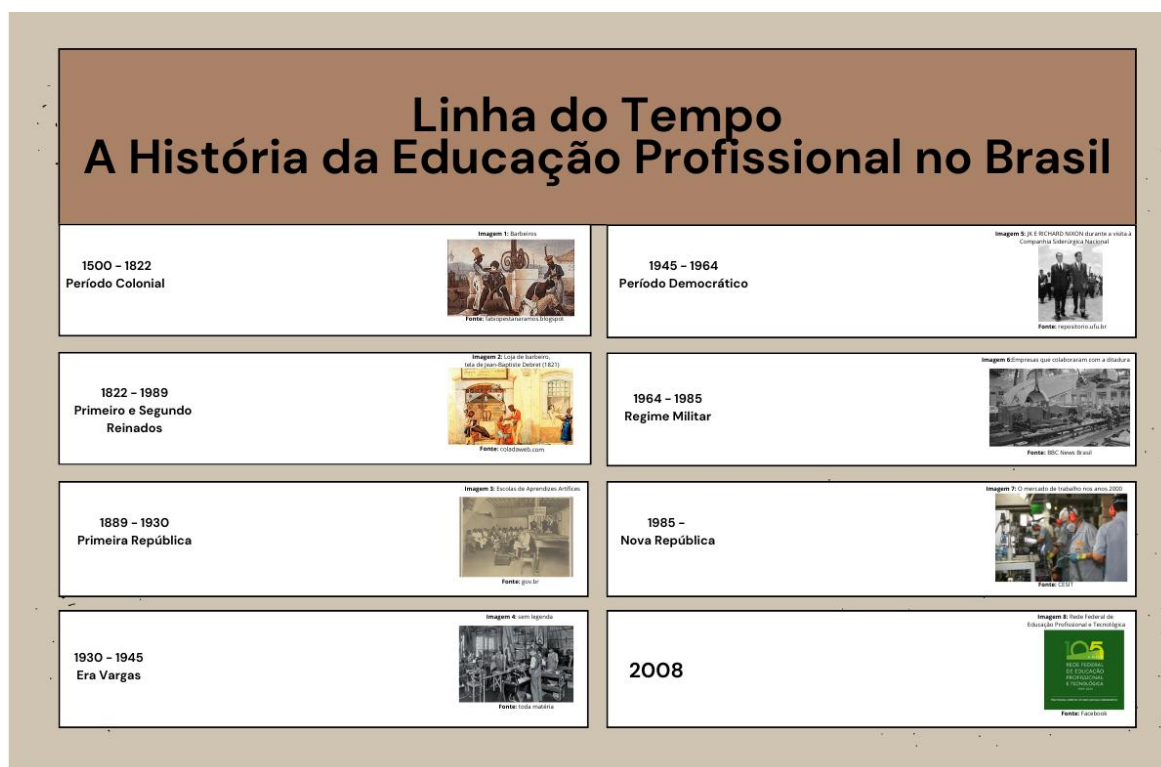 Linha do Tempo
A História da Educação Profissional no Brasil
1500 - 1822
Período Colonial
Imagem 1: Barbeiros
Fonte: fabiopestanaramos.blogspot
1822 - 1989
Primeiro e Segundo
Reinados
Imagem 2: Loja de barbeiro,
tela de Jean-Baptiste Debret (1821)
Fonte: coladaweb.com
1889 - 1930
Primeira República
Imagem 3: Escolas de Aprendizes Artífices
Fonte: gov.br
1930 - 1945
Era Vargas
Imagem 4: sem legenda
Fonte: toda matéria
1945 - 1964
Período Democrático
Imagem 5: JK E RICHARD NIXON durante a visita à
Companhia Siderúrgica Nacional
Fonte: repositorio.ufu.br
1964 - 1985
Regime Militar
Imagem 6:Empresas que colaboraram com a ditadura
Fonte: BBC News Brasil
1985 -
Nova República
Imagem 7: O mercado de trabalho nos anos 2000
Fonte: CESIT
2008
Imagem 8: Rede Federal de
Educação Profissional e Tecnológica
105
REDE FEDERAL
DE EDUCAÇÃO
PROFISSIONAL
E TECNOLÓGICA
Fonte: Facebook